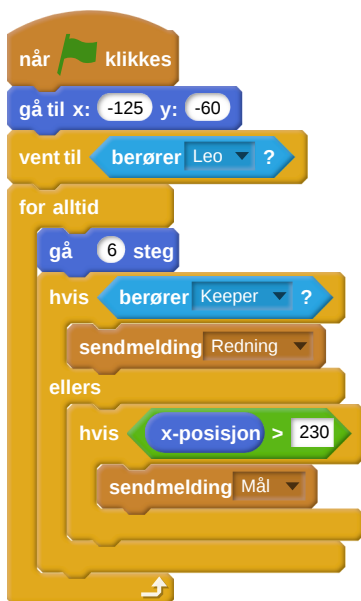 når klikkes
gå til x: -125 y: -60
vent til berører Leo ?
for alltid
gå 6 steg
hvis berører Keeper ?
sendmelding Redning
ellers
hvis x-posisjon > 230
sendmelding Mål